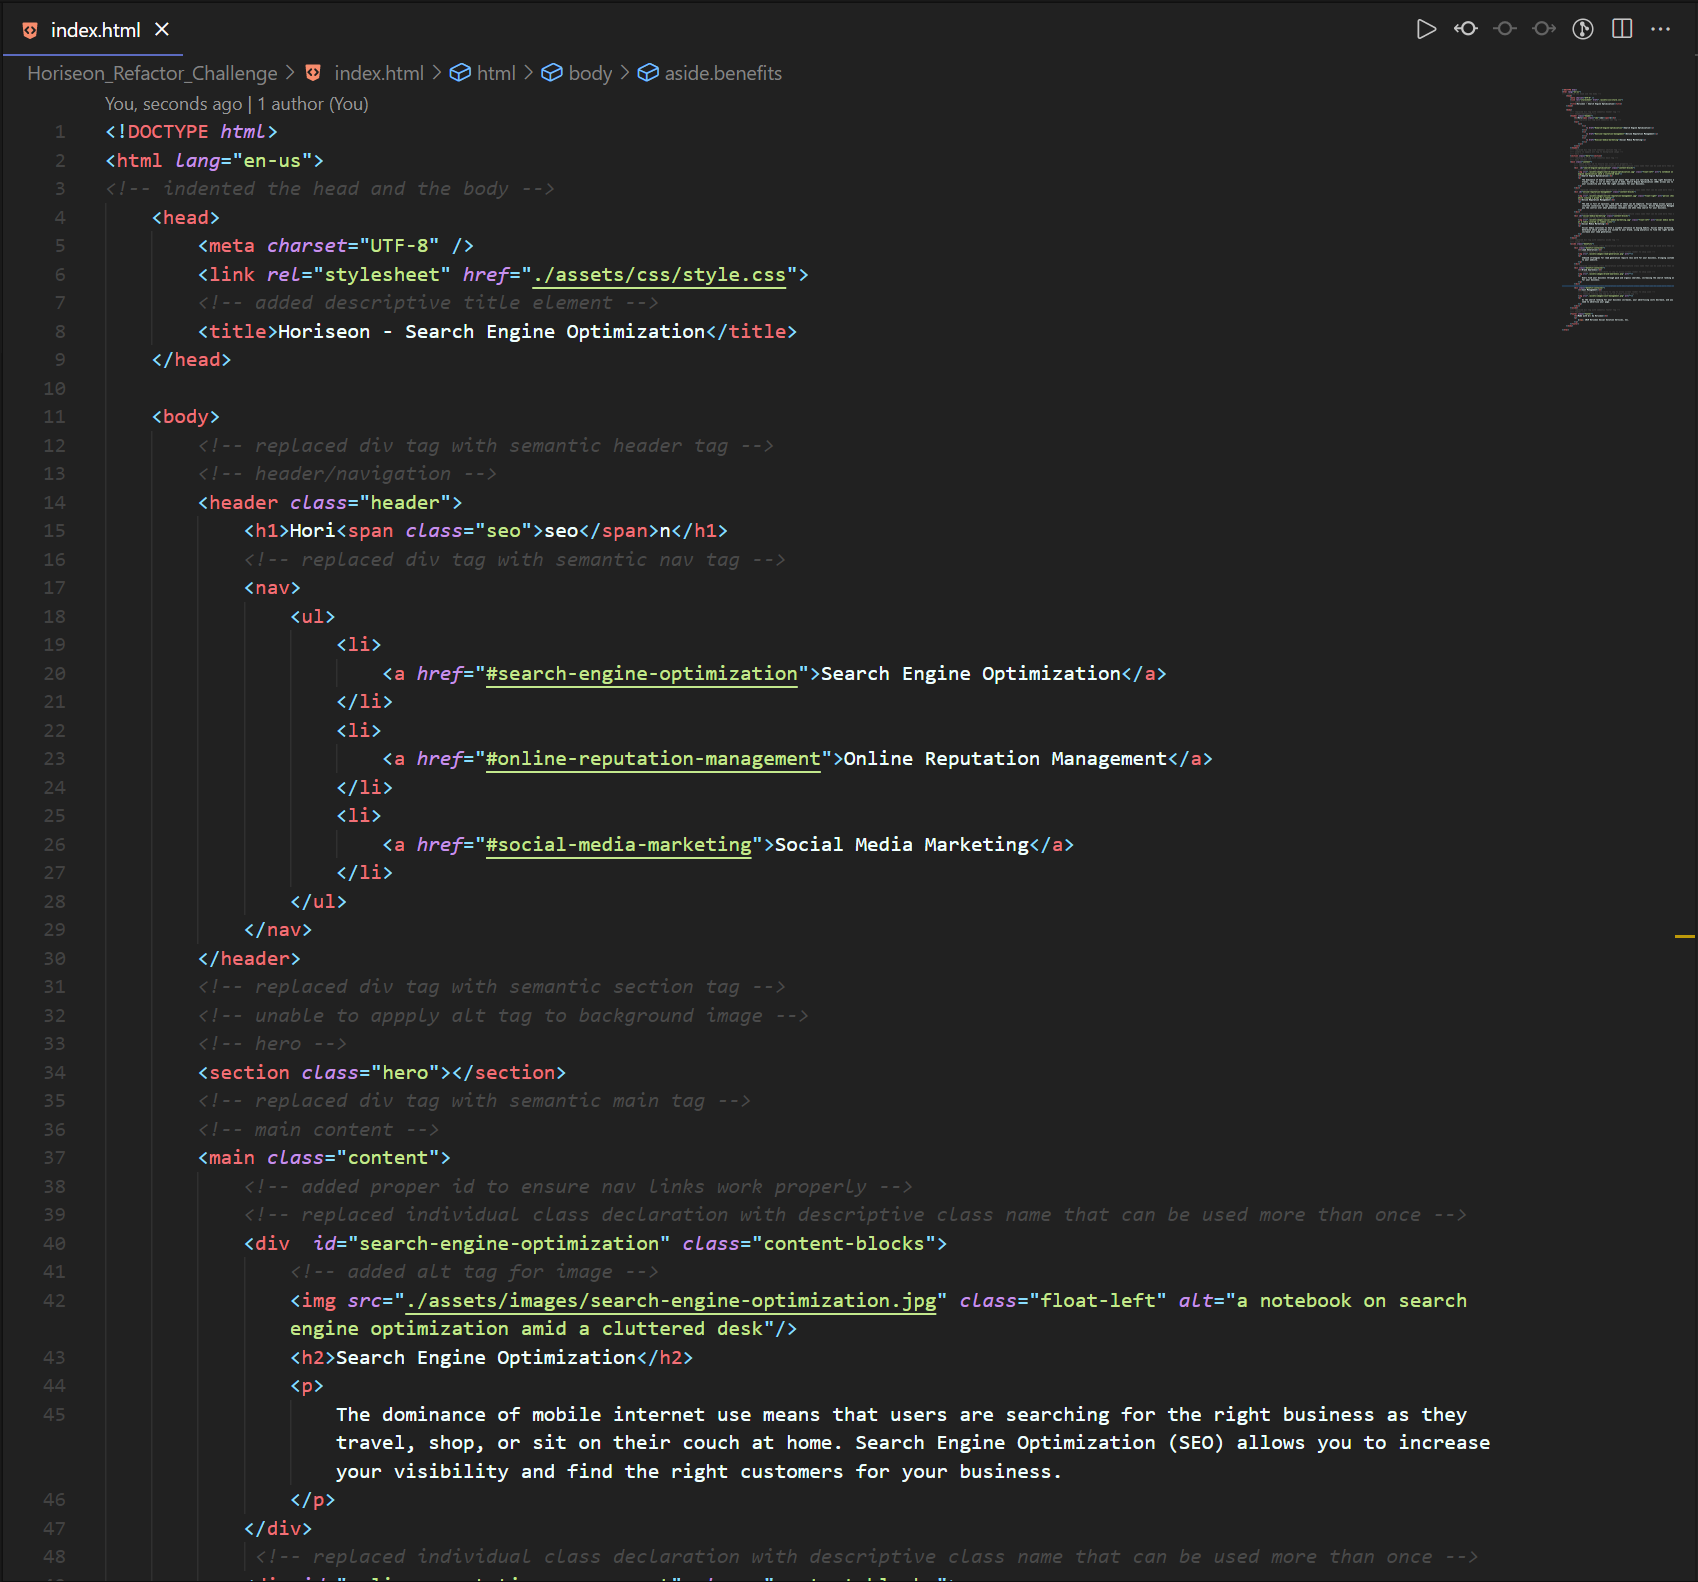 index.html
Horiseon_Refactor_Challenge > index.html > html > body > aside.benefits
You, seconds ago | 1 author (You)
1 <!DOCTYPE html>
2 <html lang="en-us">
3 <!-- indented the head and the body -->
4 <head>
5 <meta charset="UTF-8" />
6 <link rel="stylesheet" href="./assets/css/style.css">
7 <!-- added descriptive title element -->
8 <title>Horiseon - Search Engine Optimization</title>
9 </head>
10
11 <body>
12 <!-- replaced div tag with semantic header tag -->
13 <!-- header/navigation -->
14 <header class="header">
15 <h1>Hori<span class="seo">seo</span>n</h1>
16 <!-- replaced div tag with semantic nav tag -->
17 <nav>
18 <ul>
19 <li>
20 <a href="#search-engine-optimization">Search Engine Optimization</a>
21 </li>
22 <li>
23 <a href="#online-reputation-management">Online Reputation Management</a>
24 </li>
25 <li>
26 <a href="#social-media-marketing">Social Media Marketing</a>
27 </li>
28 </ul>
29 </nav>
30 </header>
31 <!-- replaced div tag with semantic section tag -->
32 <!-- unable to appply alt tag to background image -->
33 <!-- hero -->
34 <section class="hero"></section>
35 <!-- replaced div tag with semantic main tag -->
36 <!-- main content -->
37 <main class="content">
38 <!-- added proper id to ensure nav links work properly -->
39 <!-- replaced individual class declaration with descriptive class name that can be used more than once -->
40 <div  id="search-engine-optimization" class="content-blocks">
41 <!-- added alt tag for image -->
42 <img src="./assets/images/search-engine-optimization.jpg" class="float-left" alt="a notebook on search
engine optimization amid a cluttered desk"/>
43 <h2>Search Engine Optimization</h2>
44 <p>
45 The dominance of mobile internet use means that users are searching for the right business as they
travel, shop, or sit on their couch at home. Search Engine Optimization (SEO) allows you to increase
your visibility and find the right customers for your business.
46 </p>
47 </div>
48 <!-- replaced individual class declaration with descriptive class name that can be used more than once -->